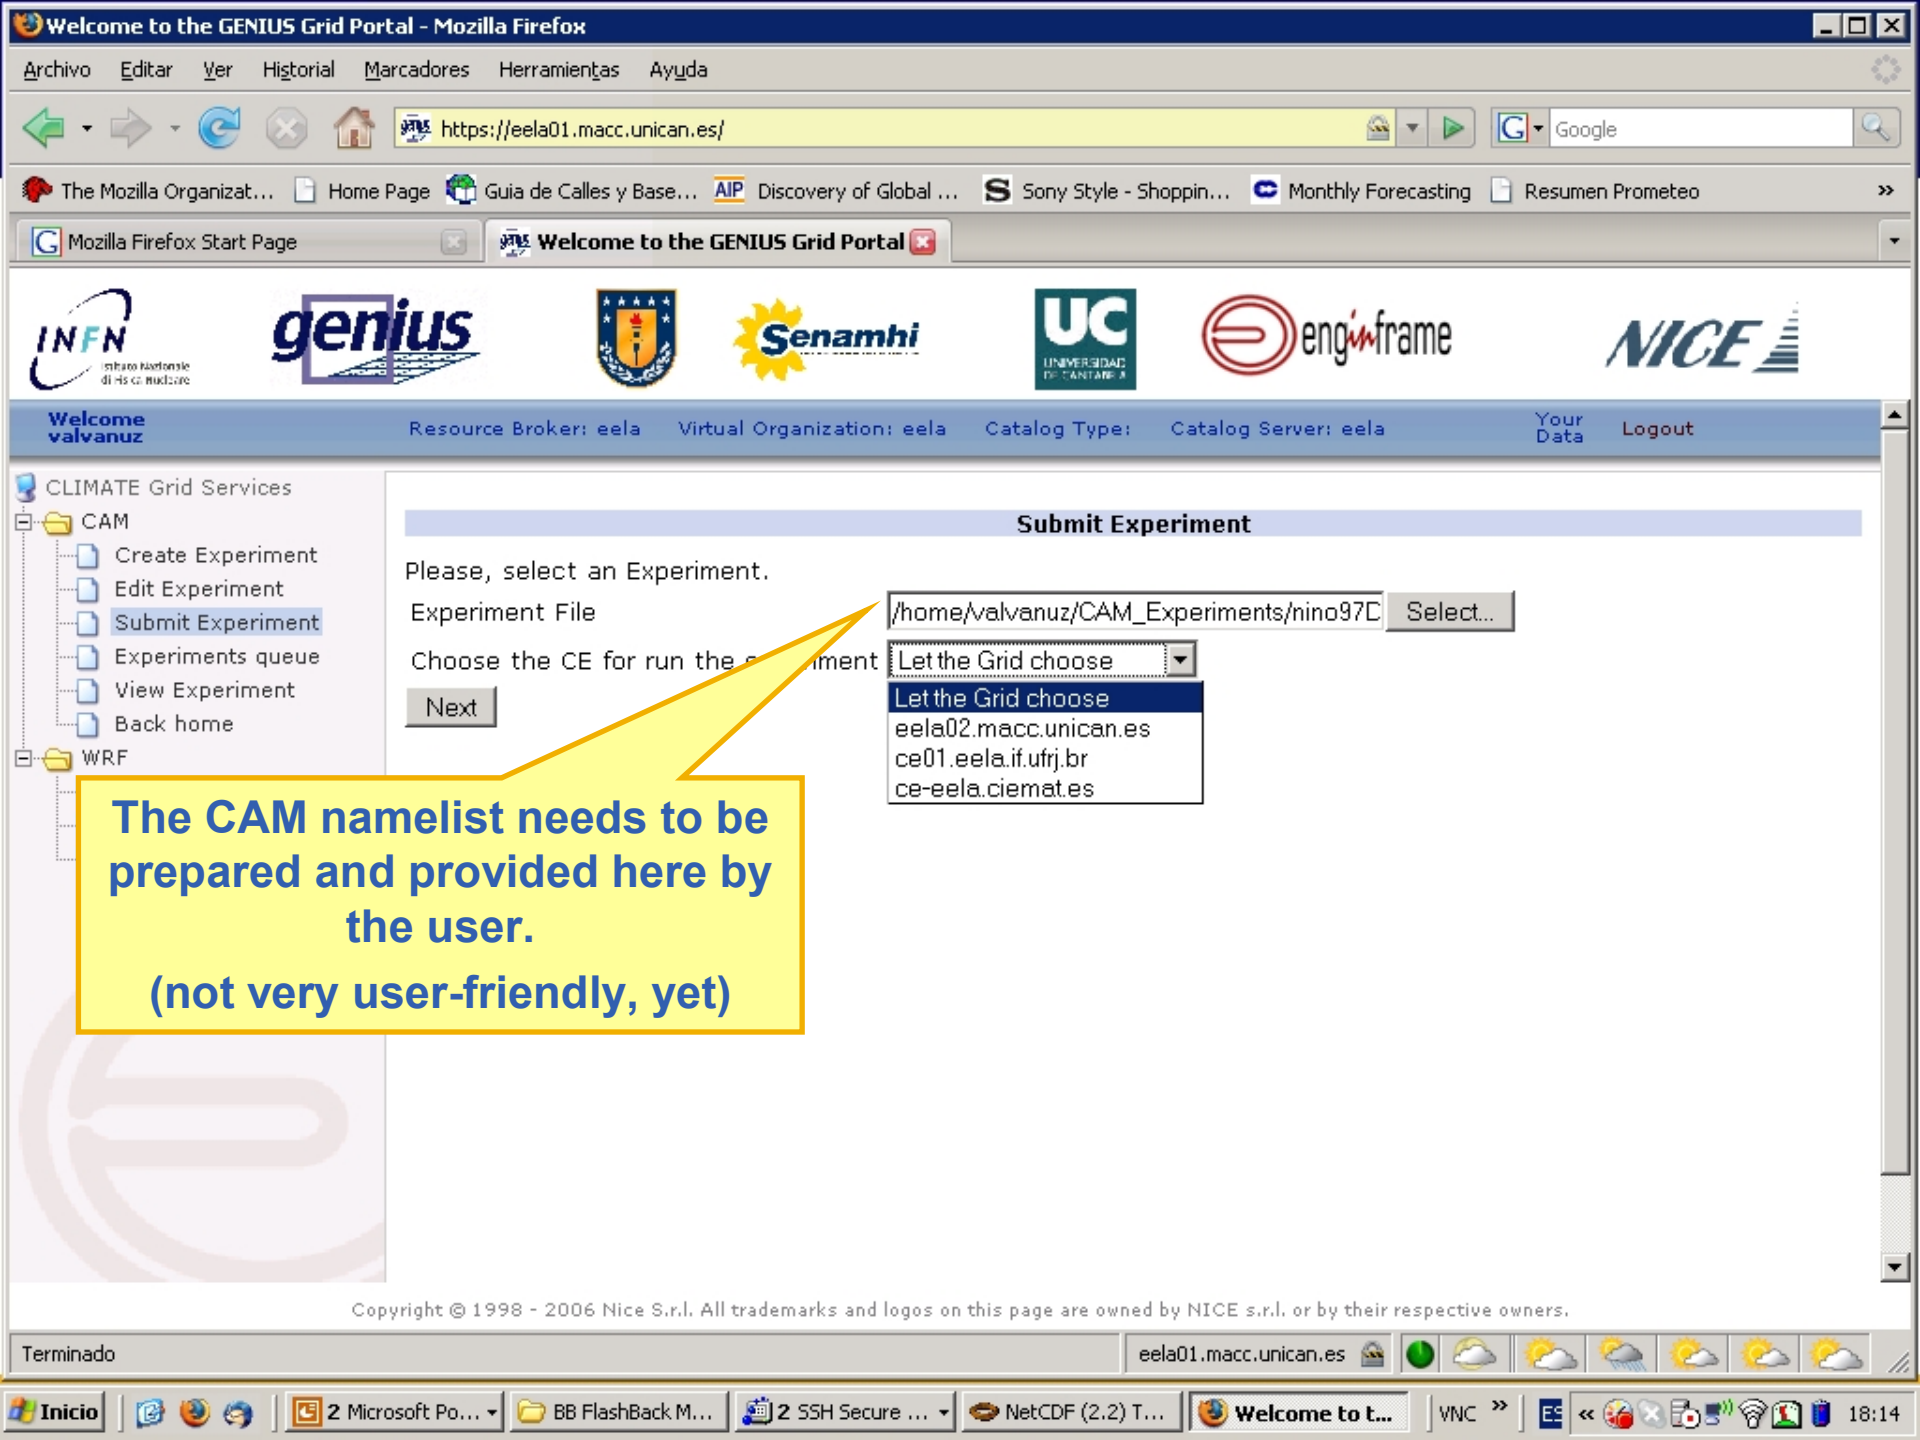 Welcome to the GENIUS Grid Portal - Mozilla Firefox
Archivo Editar Ver Historial Marcadores Herramientas Ayuda
https://eela01.macc.unican.es/
G Google
The Mozilla Organizat... Home Page Guia de Calles y Base... AIP Discovery of Global ... S Sony Style - Shoppin... Monthly Forecasting Resumen Prometeo »
G Mozilla Firefox Start Page Welcome to the GENIUS Grid Portal
INFN Istituto Nazionale di Fisica Nucleare
genius
Senamhi
UC UNIVERSIDAD DE CANTABRIA
enginframe
NICE
Welcome valvanuz
Resource Broker: eela Virtual Organization: eela Catalog Type: Catalog Server: eela Your Data Logout
CLIMATE Grid Services
CAM
Create Experiment
Edit Experiment
Submit Experiment
Experiments queue
View Experiment
Back home
WRF
Submit Experiment
Please, select an Experiment.
Experiment File /home/valvanuz/CAM_Experiments/nino97D Select...
Choose the CE for run the experiment Let the Grid choose
Next
Let the Grid choose
eela02.macc.unican.es
ce01.eela.if.ufrj.br
ce-eela.ciemat.es
The CAM namelist needs to be
prepared and provided here by
the user.
(not very user-friendly, yet)
Copyright © 1998 - 2006 Nice S.r.l. All trademarks and logos on this page are owned by NICE s.r.l. or by their respective owners.
Terminado eela01.macc.unican.es
Inicio 2 Microsoft Po... BB FlashBack M... 2 SSH Secure ... NetCDF (2.2) T... Welcome to t... VNC » ES « 18:14